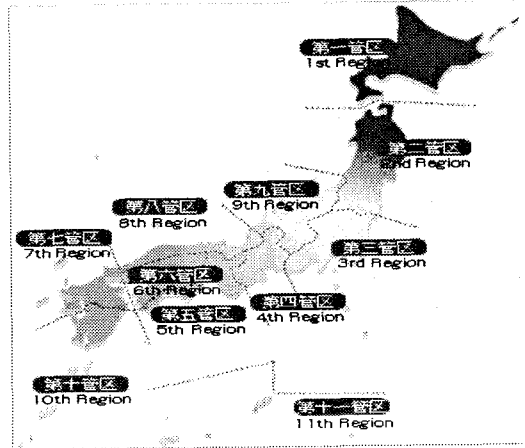 第一管区
1st Region
第二管区
2nd Region
第九管区
9th Region
第八管区
8th Region
第七管区
7th Region
第三管区
3rd Region
第六管区
6th Region
第四管区
4th Region
第五管区
5th Region
第十管区
10th Region
第十一管区
11th Region